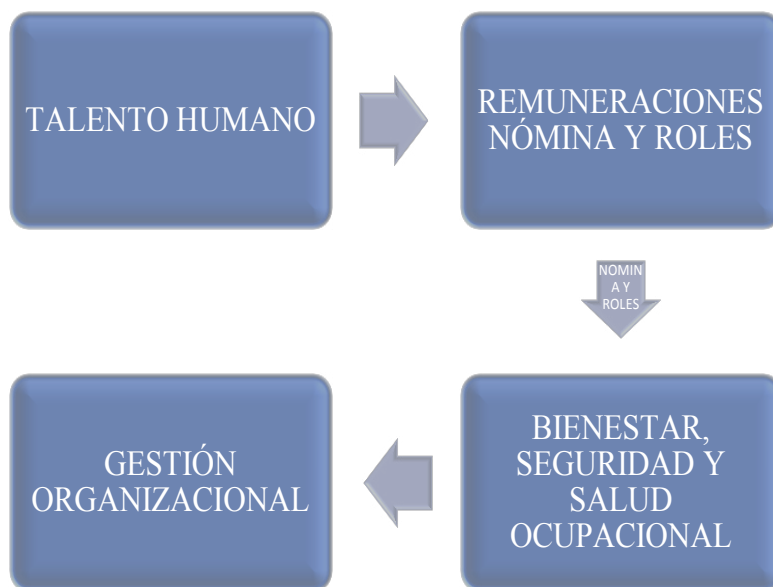 TALENTO HUMANO
REMUNERACIONES
NÓMINA Y ROLES
NOMIN
A Y
ROLES
BIENESTAR,
SEGURIDAD Y
SALUD
OCUPACIONAL
GESTIÓN
ORGANIZACIONAL